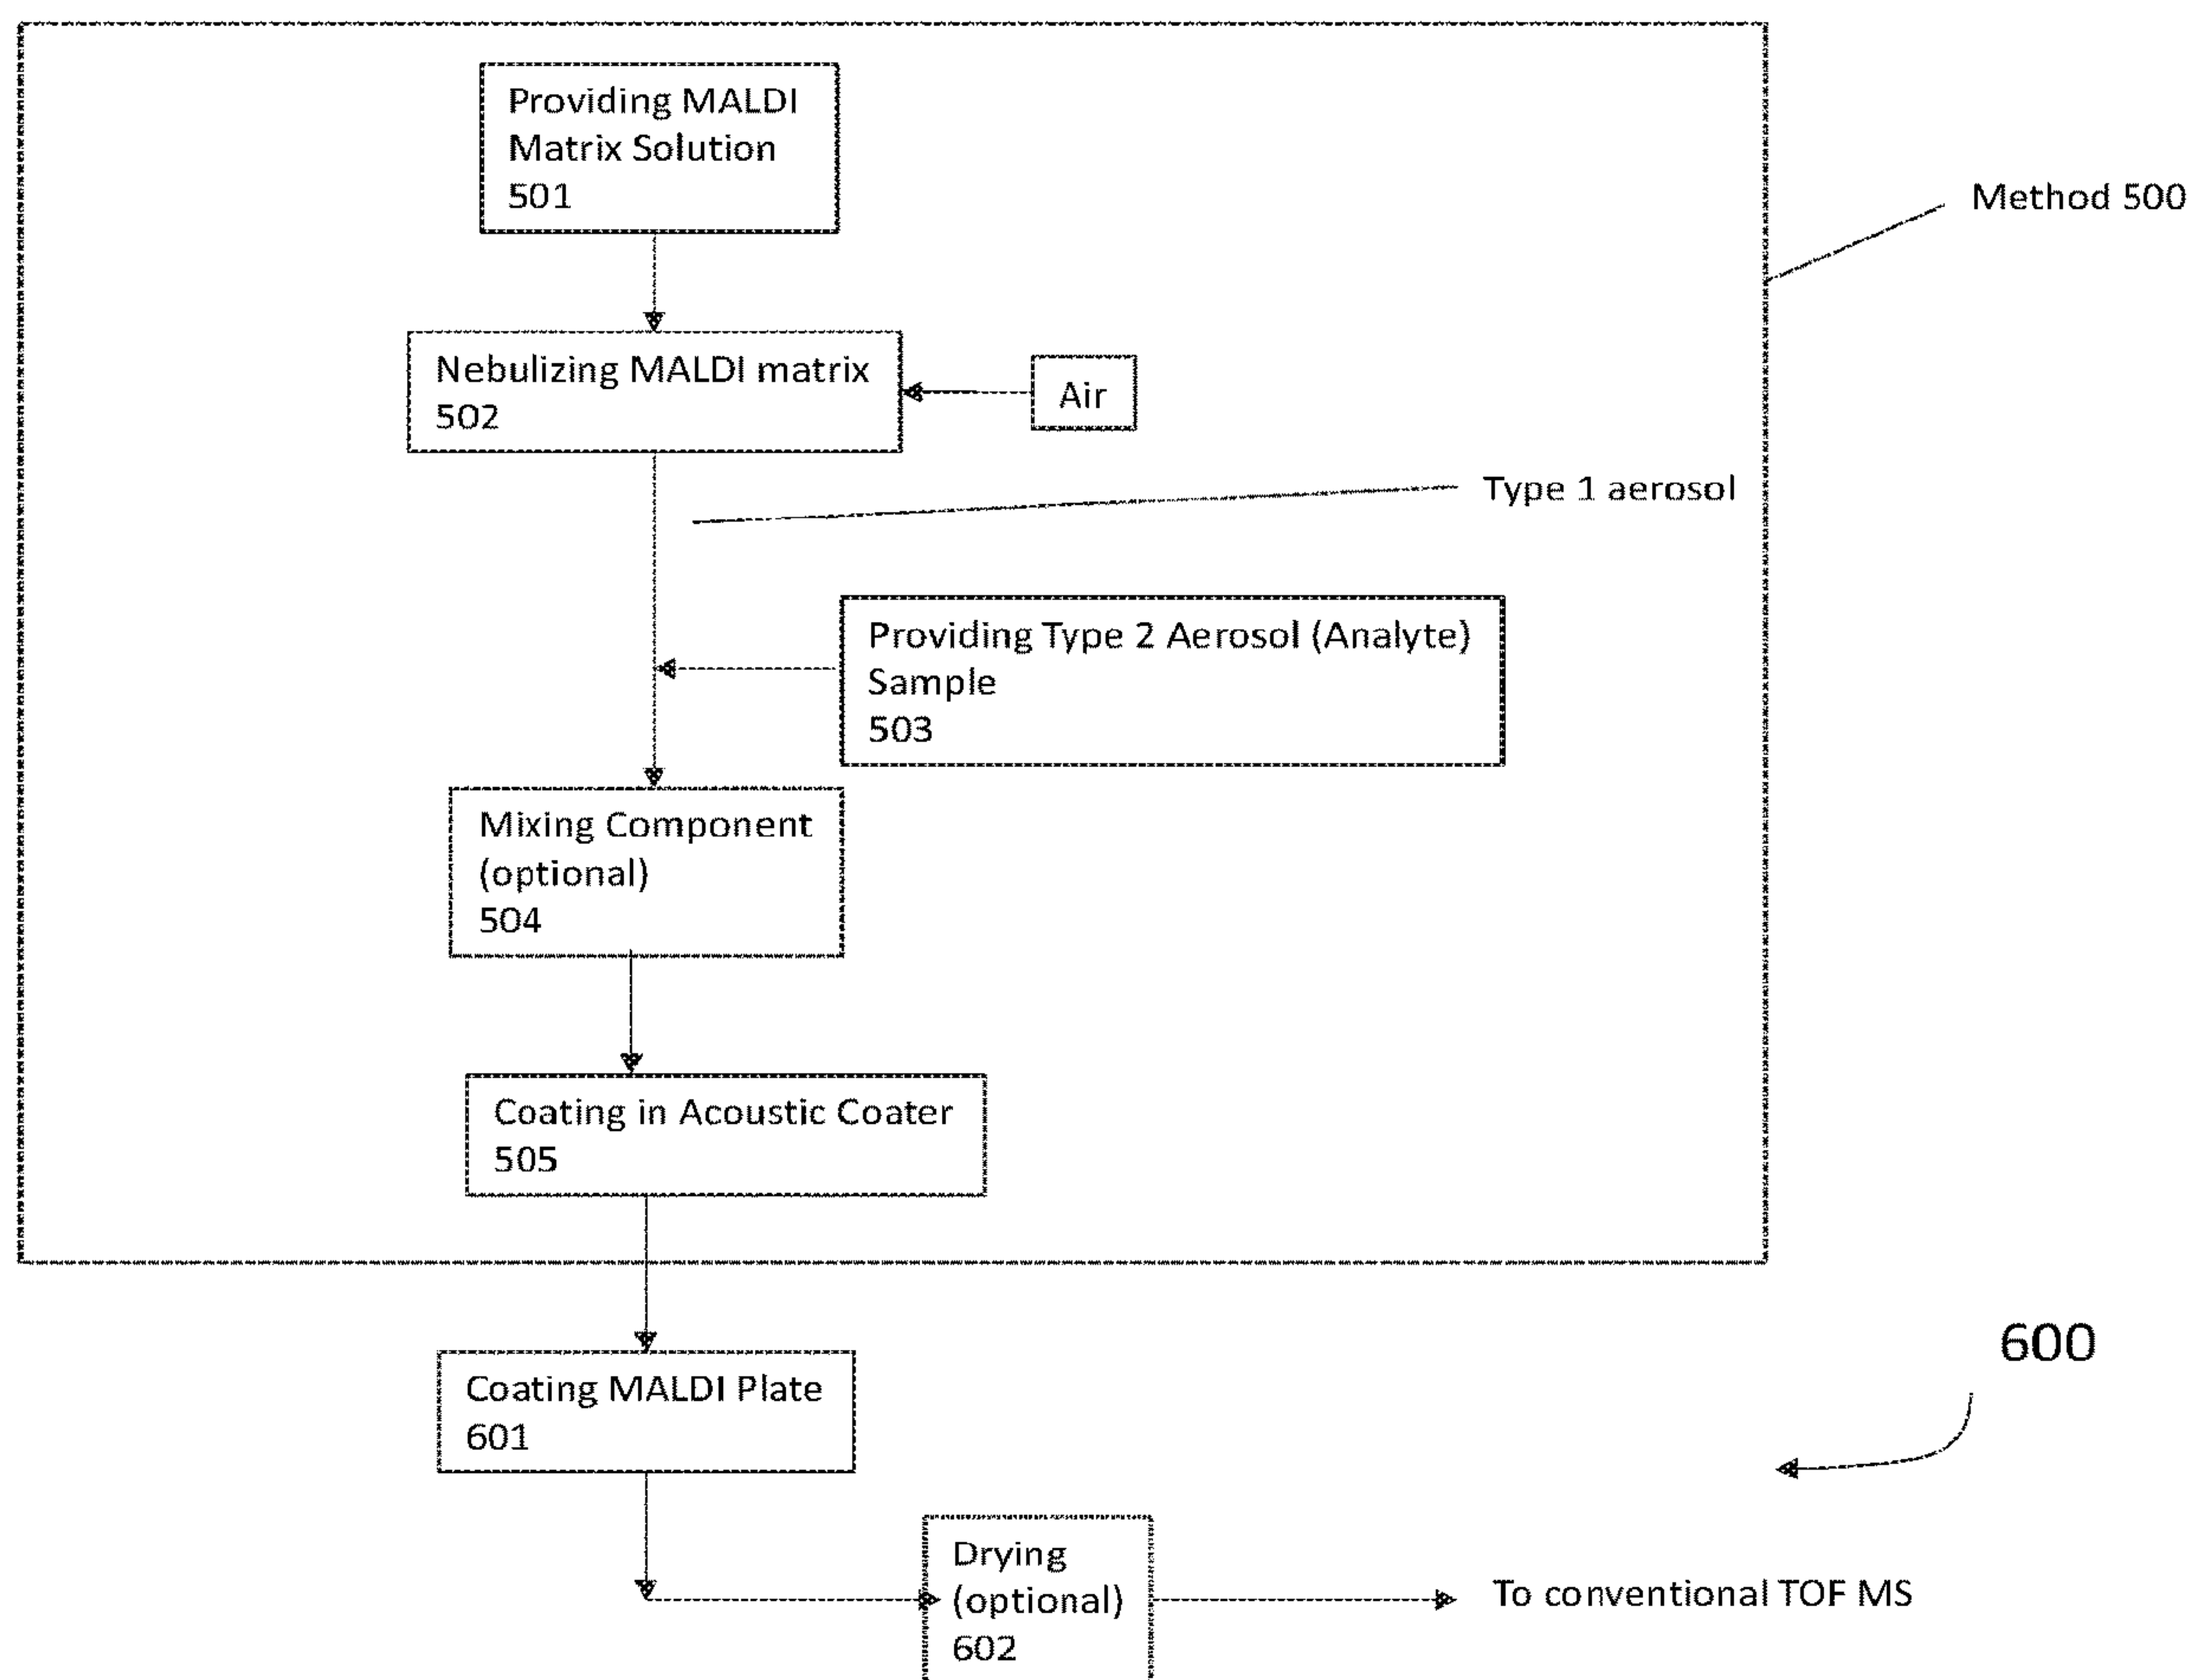 Providing MALDI
Matrix Solution
501
Method 500
Nebulizing MALDI matrix
502
Air
Type 1 aerosol
Providing Type 2 Aerosol (Analyte)
Sample
503
Mixing Component
(optional)
504
Coating in Acoustic Coater
505
600
Coating MALDI Plate
601
Drying
(optional)
602
To conventional TOF MS